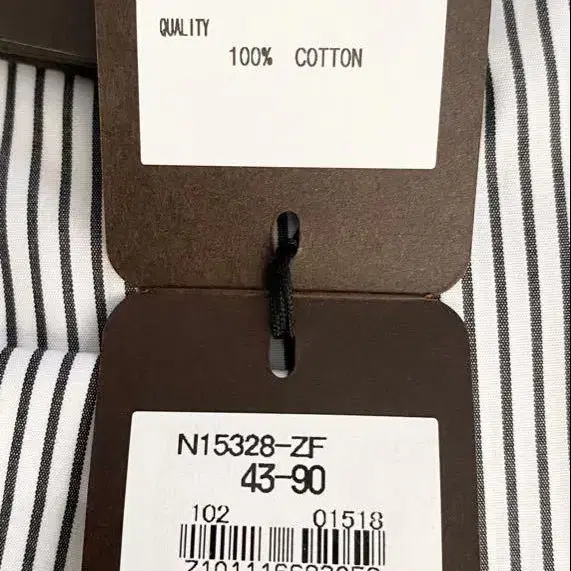 QUALITY
100% COTTON
N15328-ZF
43-90
102 01518